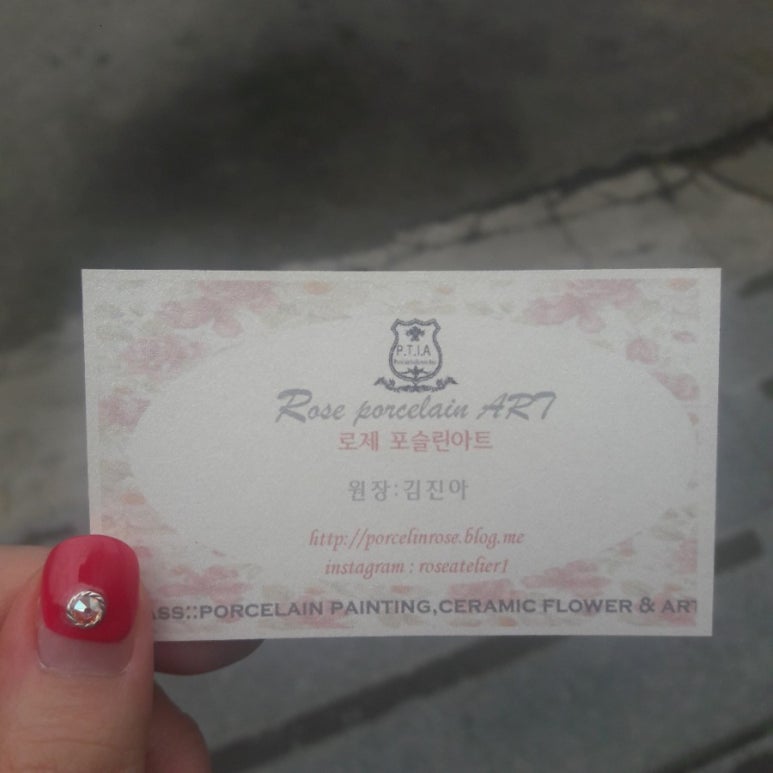 P.T.I.A
Rose porcelain ART
로제 포슬린아트
원장:김진아
http://porcelinrose.blog.me
instagram : roseatelier1
ASS::PORCELAIN PAINTING,CERAMIC FLOWER & ART